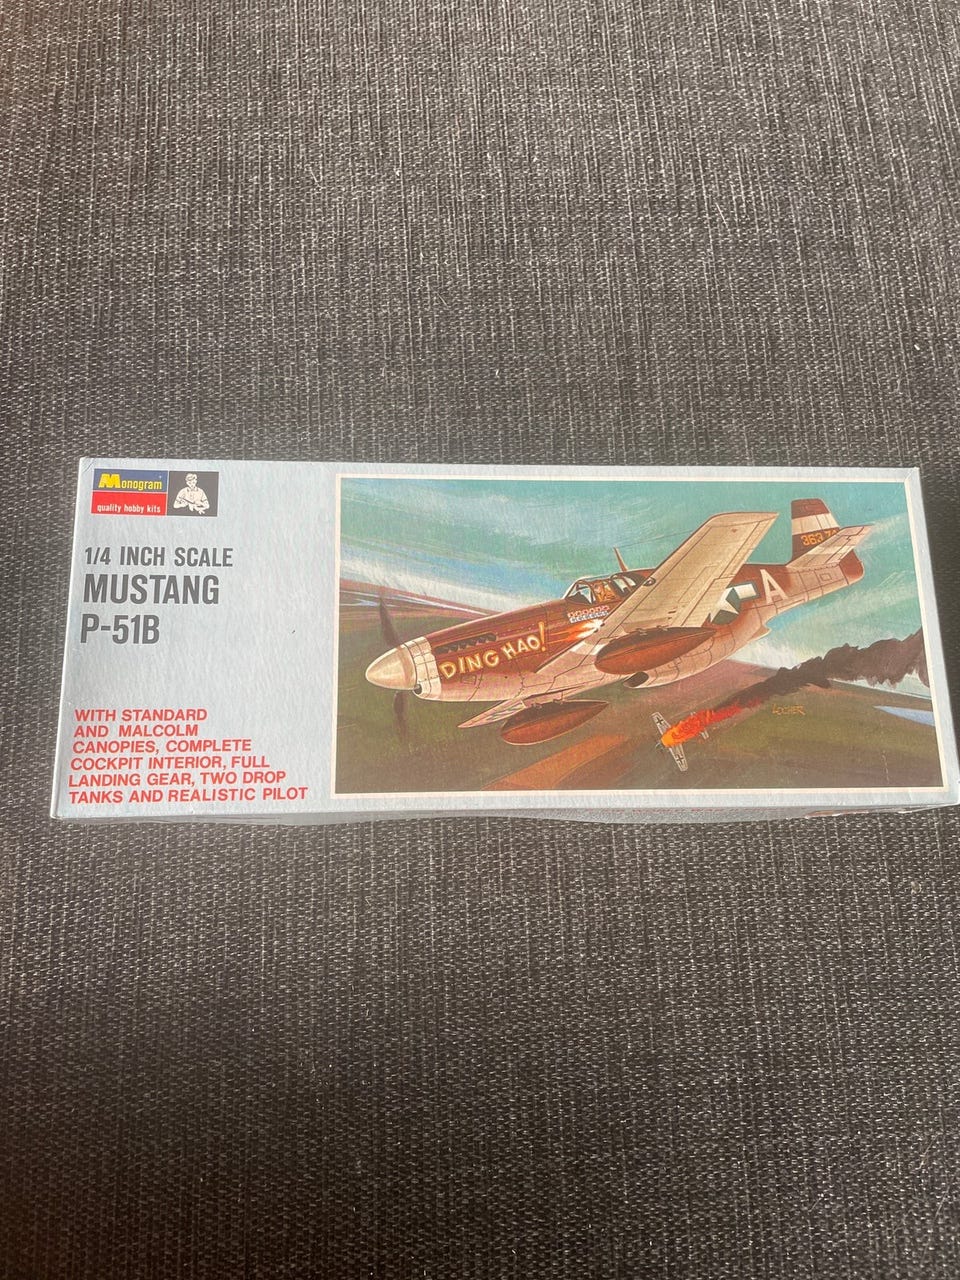 Monogram
quality hobby kits
1/4 INCH SCALE
MUSTANG
P-51B
WITH STANDARD
AND MALCOLM
CANOPIES, COMPLETE
COCKPIT INTERIOR, FULL
LANDING GEAR, TWO DROP
TANKS AND REALISTIC PILOT
DING HAO!
A